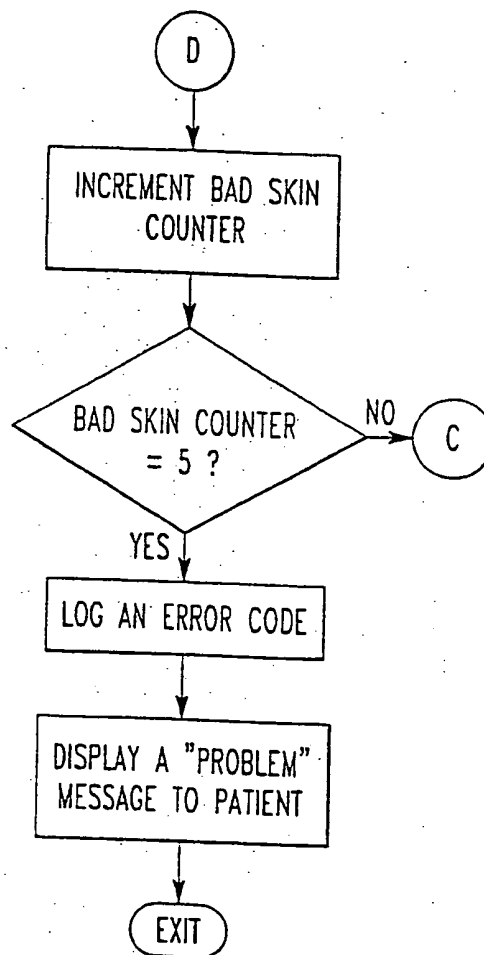 D
INCREMENT BAD SKIN
COUNTER
BAD SKIN COUNTER
= 5 ?
NO
C
YES
LOG AN ERROR CODE
DISPLAY A "PROBLEM"
MESSAGE TO PATIENT
EXIT